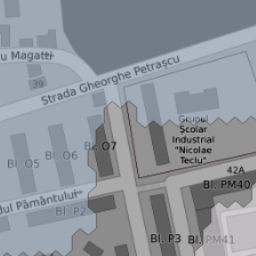 u Magatti
39
Strada Gheorghe Petrașcu
Grupul
Școlar
Industrial
"Nicolae
Teclu"
Bl. O7
Bl. O6
Bl. O5
42A
Bl. PM40
dul Pământului
Bl. P2
Bl. P3
Bl. PM41